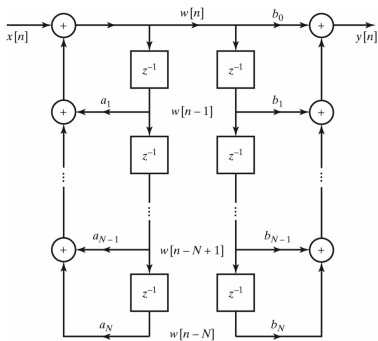 + w[n] b₀ +
x[n] y[n]
z⁻¹ z⁻¹
+ a₁ w[n – 1] b₁ +
z⁻¹ z⁻¹
+ a_{N–1} w[n – N + 1] b_{N–1} +
z⁻¹ z⁻¹
a_N w[n – N] b_N